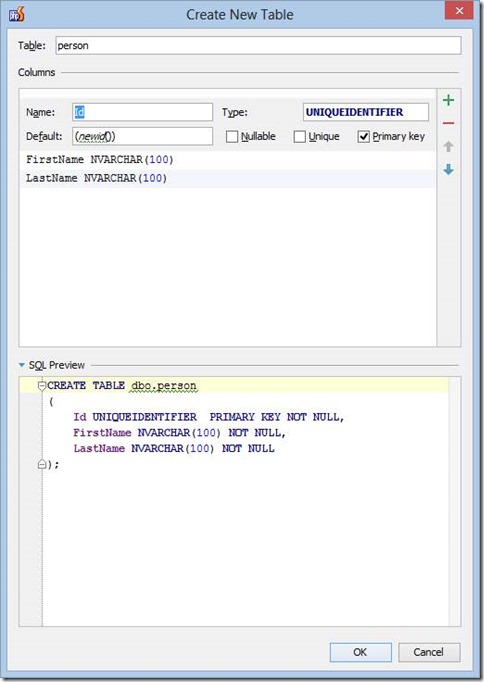 Create New Table
Table: person
Columns
Name: Id Type: UNIQUEIDENTIFIER
Default: (newid()) Nullable Unique Primary key
FirstName NVARCHAR(100)
LastName NVARCHAR(100)
SQL Preview
CREATE TABLE dbo.person
(
Id UNIQUEIDENTIFIER  PRIMARY KEY NOT NULL,
FirstName NVARCHAR(100) NOT NULL,
LastName NVARCHAR(100) NOT NULL
);
OK Cancel